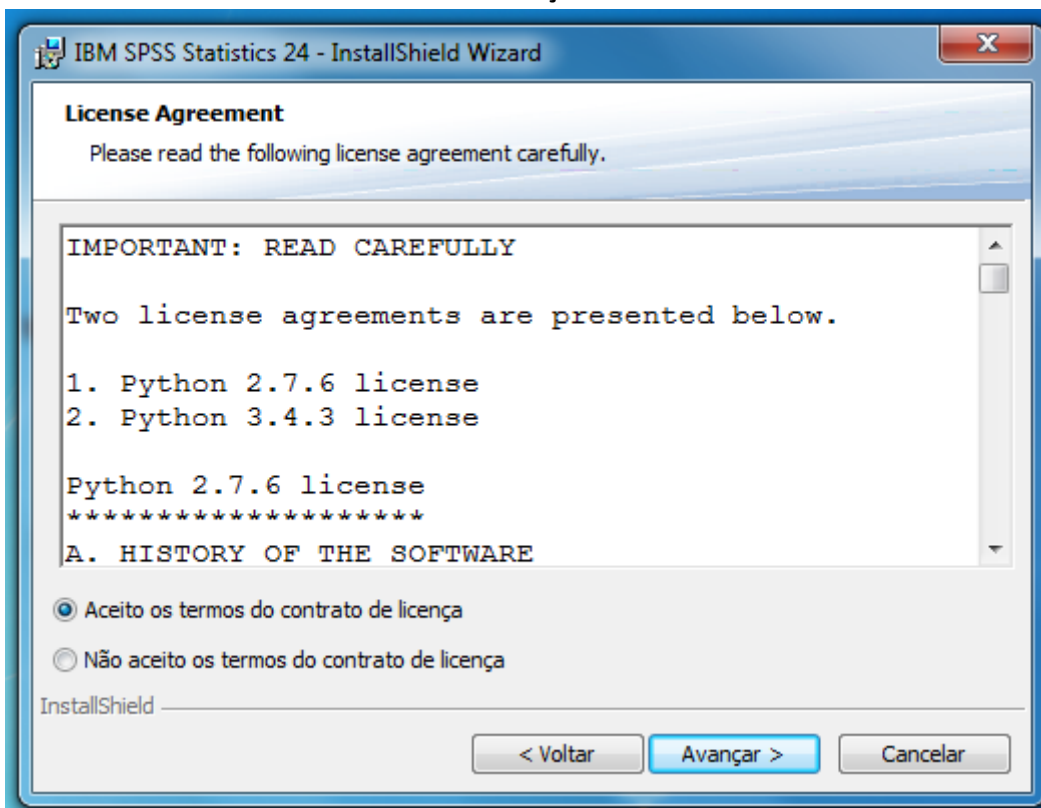 IBM SPSS Statistics 24 - InstallShield Wizard
License Agreement
Please read the following license agreement carefully.
IMPORTANT: READ CAREFULLY
Two license agreements are presented below.
1. Python 2.7.6 license
2. Python 3.4.3 license
Python 2.7.6 license
********************
A. HISTORY OF THE SOFTWARE
Aceito os termos do contrato de licença
Não aceito os termos do contrato de licença
InstallShield
< Voltar
Avançar >
Cancelar